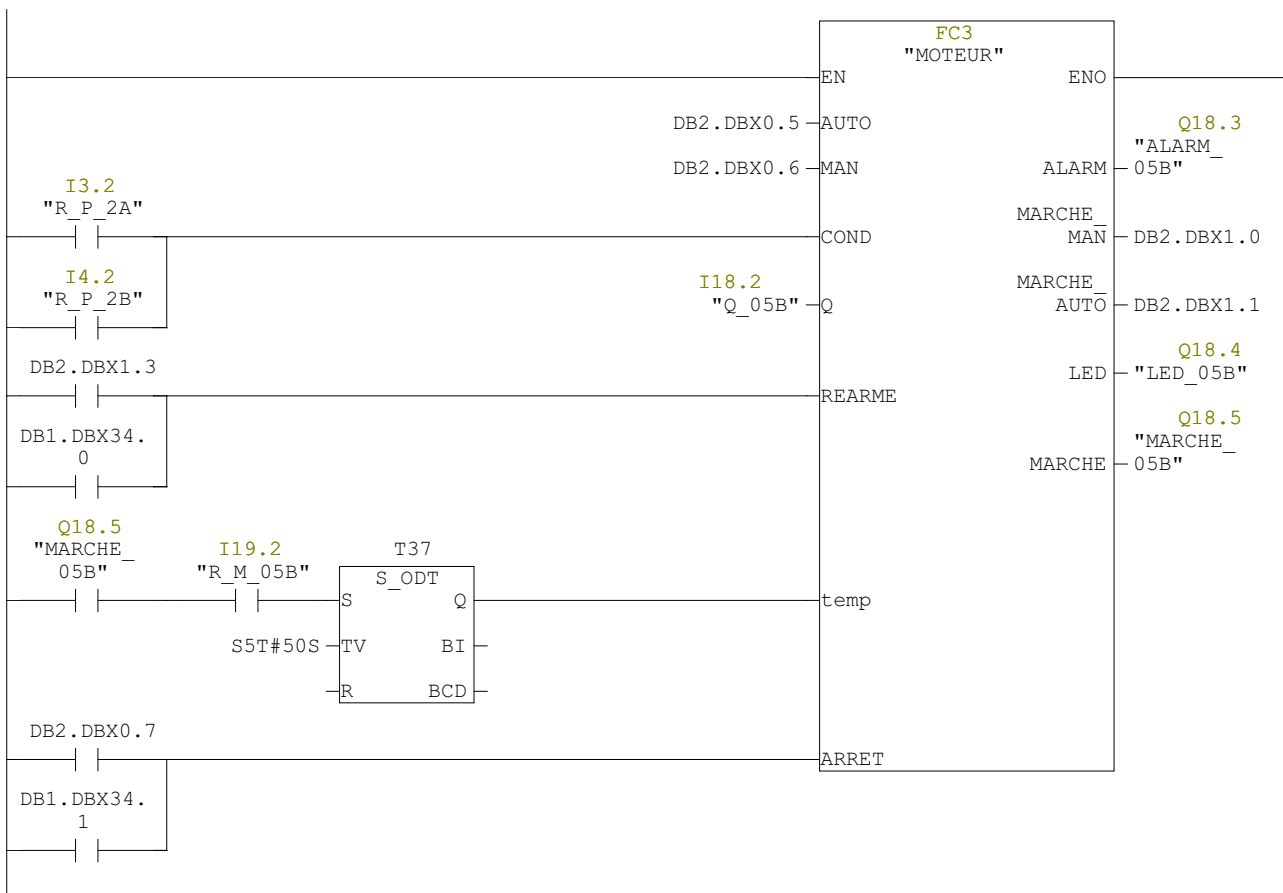 FC3
"MOTEUR"
EN
ENO
DB2.DBX0.5
AUTO
Q18.3
"ALARM_
05B"
DB2.DBX0.6
MAN
ALARM
I3.2
"R_P_2A"
COND
MARCHE_
MAN
DB2.DBX1.0
I4.2
"R_P_2B"
I18.2
"Q_05B"
Q
MARCHE_
AUTO
DB2.DBX1.1
DB2.DBX1.3
REARME
Q18.4
LED
"LED_05B"
DB1.DBX34.
0
Q18.5
"MARCHE_
05B"
MARCHE
Q18.5
"MARCHE_
05B"
I19.2
"R_M_05B"
T37
S_ODT
S
Q
temp
S5T#50S
TV
BI
R
BCD
DB2.DBX0.7
ARRET
DB1.DBX34.
1